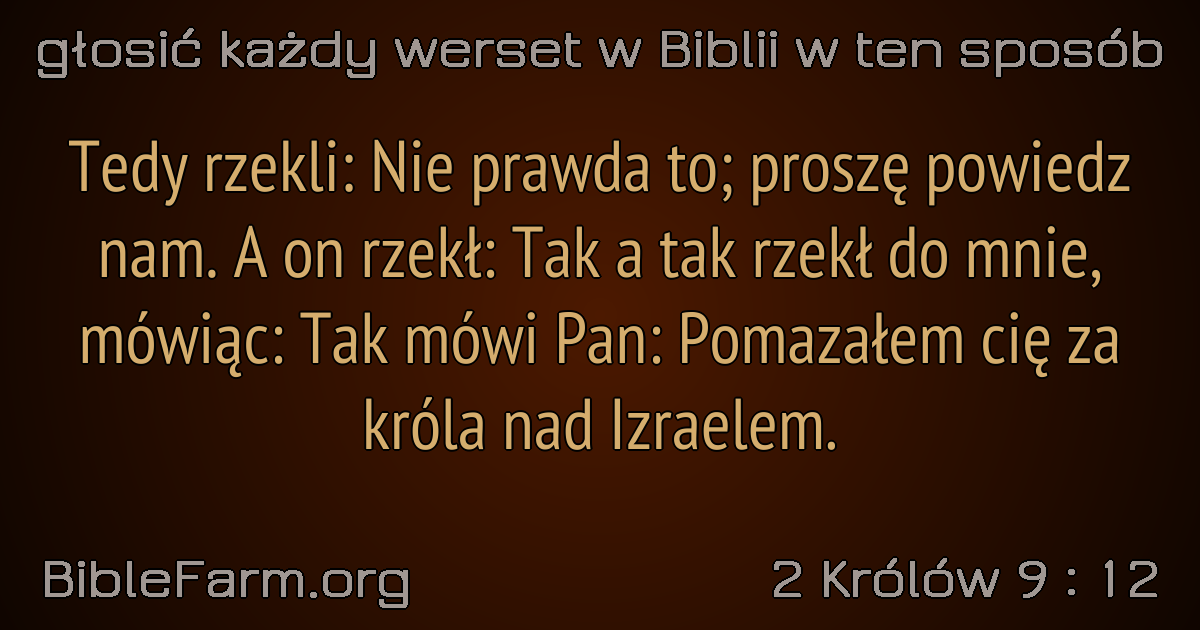 głosić każdy werset w Biblii w ten sposób
Tedy rzekli: Nie prawda to; proszę powiedz
nam. A on rzekł: Tak a tak rzekł do mnie,
mówiąc: Tak mówi Pan: Pomazałem cię za
króla nad Izraelem.
BibleFarm.org
2 Królów 9 : 12